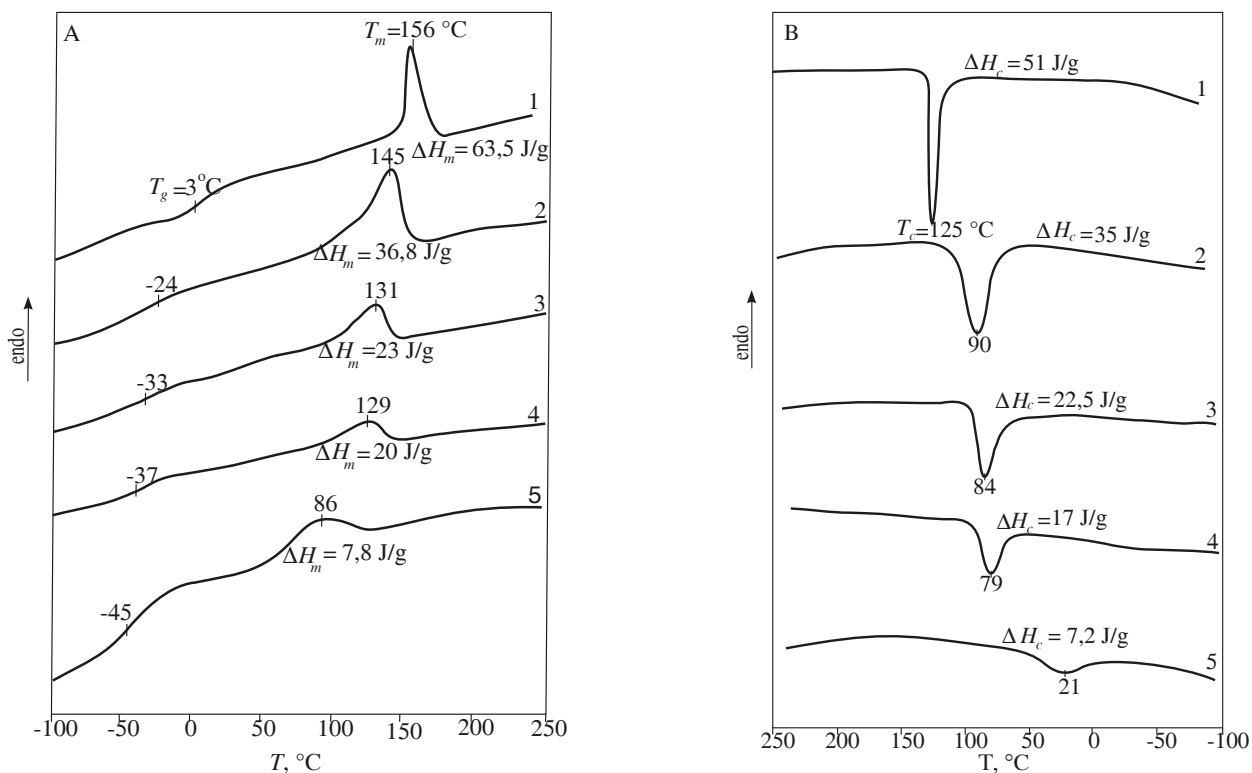 A
T_m=156 °C
1
ΔH_m= 63,5 J/g
T_g=3°C
145
2
ΔH_m= 36,8 J/g
-24
131
3
ΔH_m=23 J/g
-33
129
4
ΔH_m=20 J/g
-37
86
5
ΔH_m= 7,8 J/g
-45
endo
-100 -50 0 50 100 150 200 250
T, °C
B
ΔH_c=51 J/g
1
T_c=125 °C
ΔH_c=35 J/g
2
90
ΔH_c=22,5 J/g
3
84
ΔH_c=17 J/g
4
79
ΔH_c=7,2 J/g
5
21
endo
250 200 150 100 50 0 -50 -100
T, °C